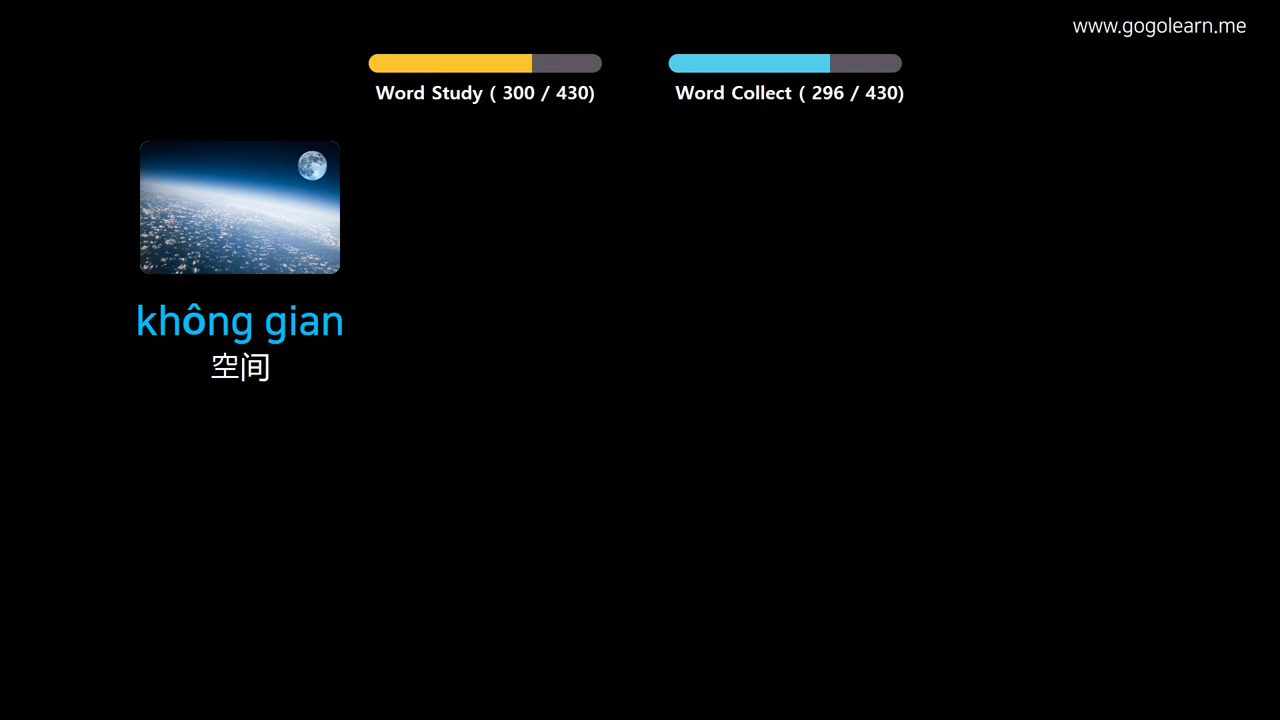 www.gogolearn.me
Word Study ( 300 / 430)
Word Collect ( 296 / 430)
không gian
空间